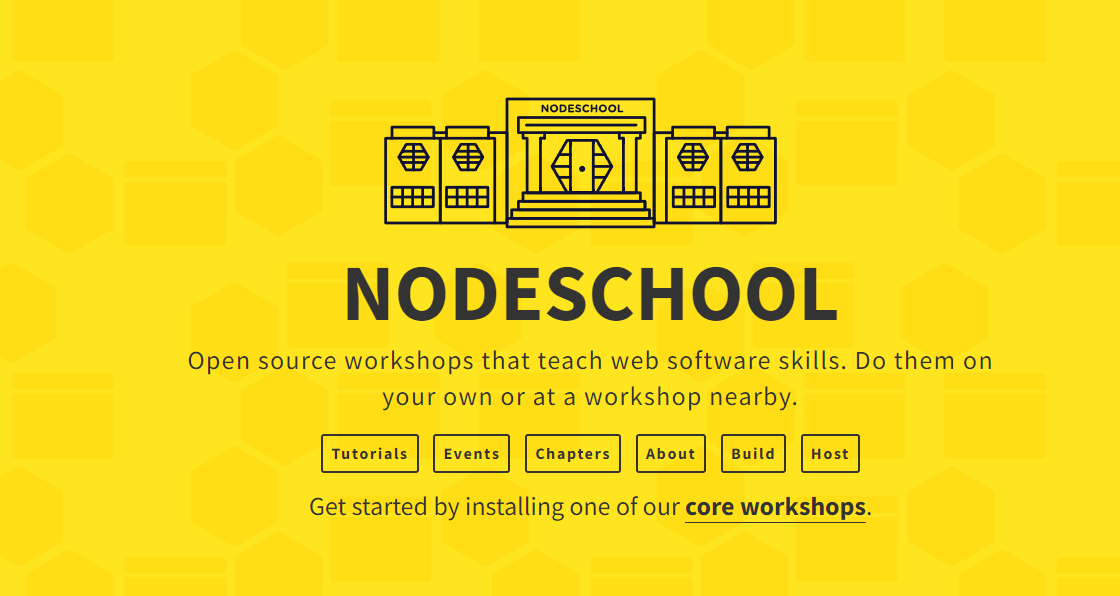 NODESCHOOL
NODESCHOOL
Open source workshops that teach web software skills. Do them on
your own or at a workshop nearby.
Tutorials Events Chapters About Build Host
Get started by installing one of our core workshops.